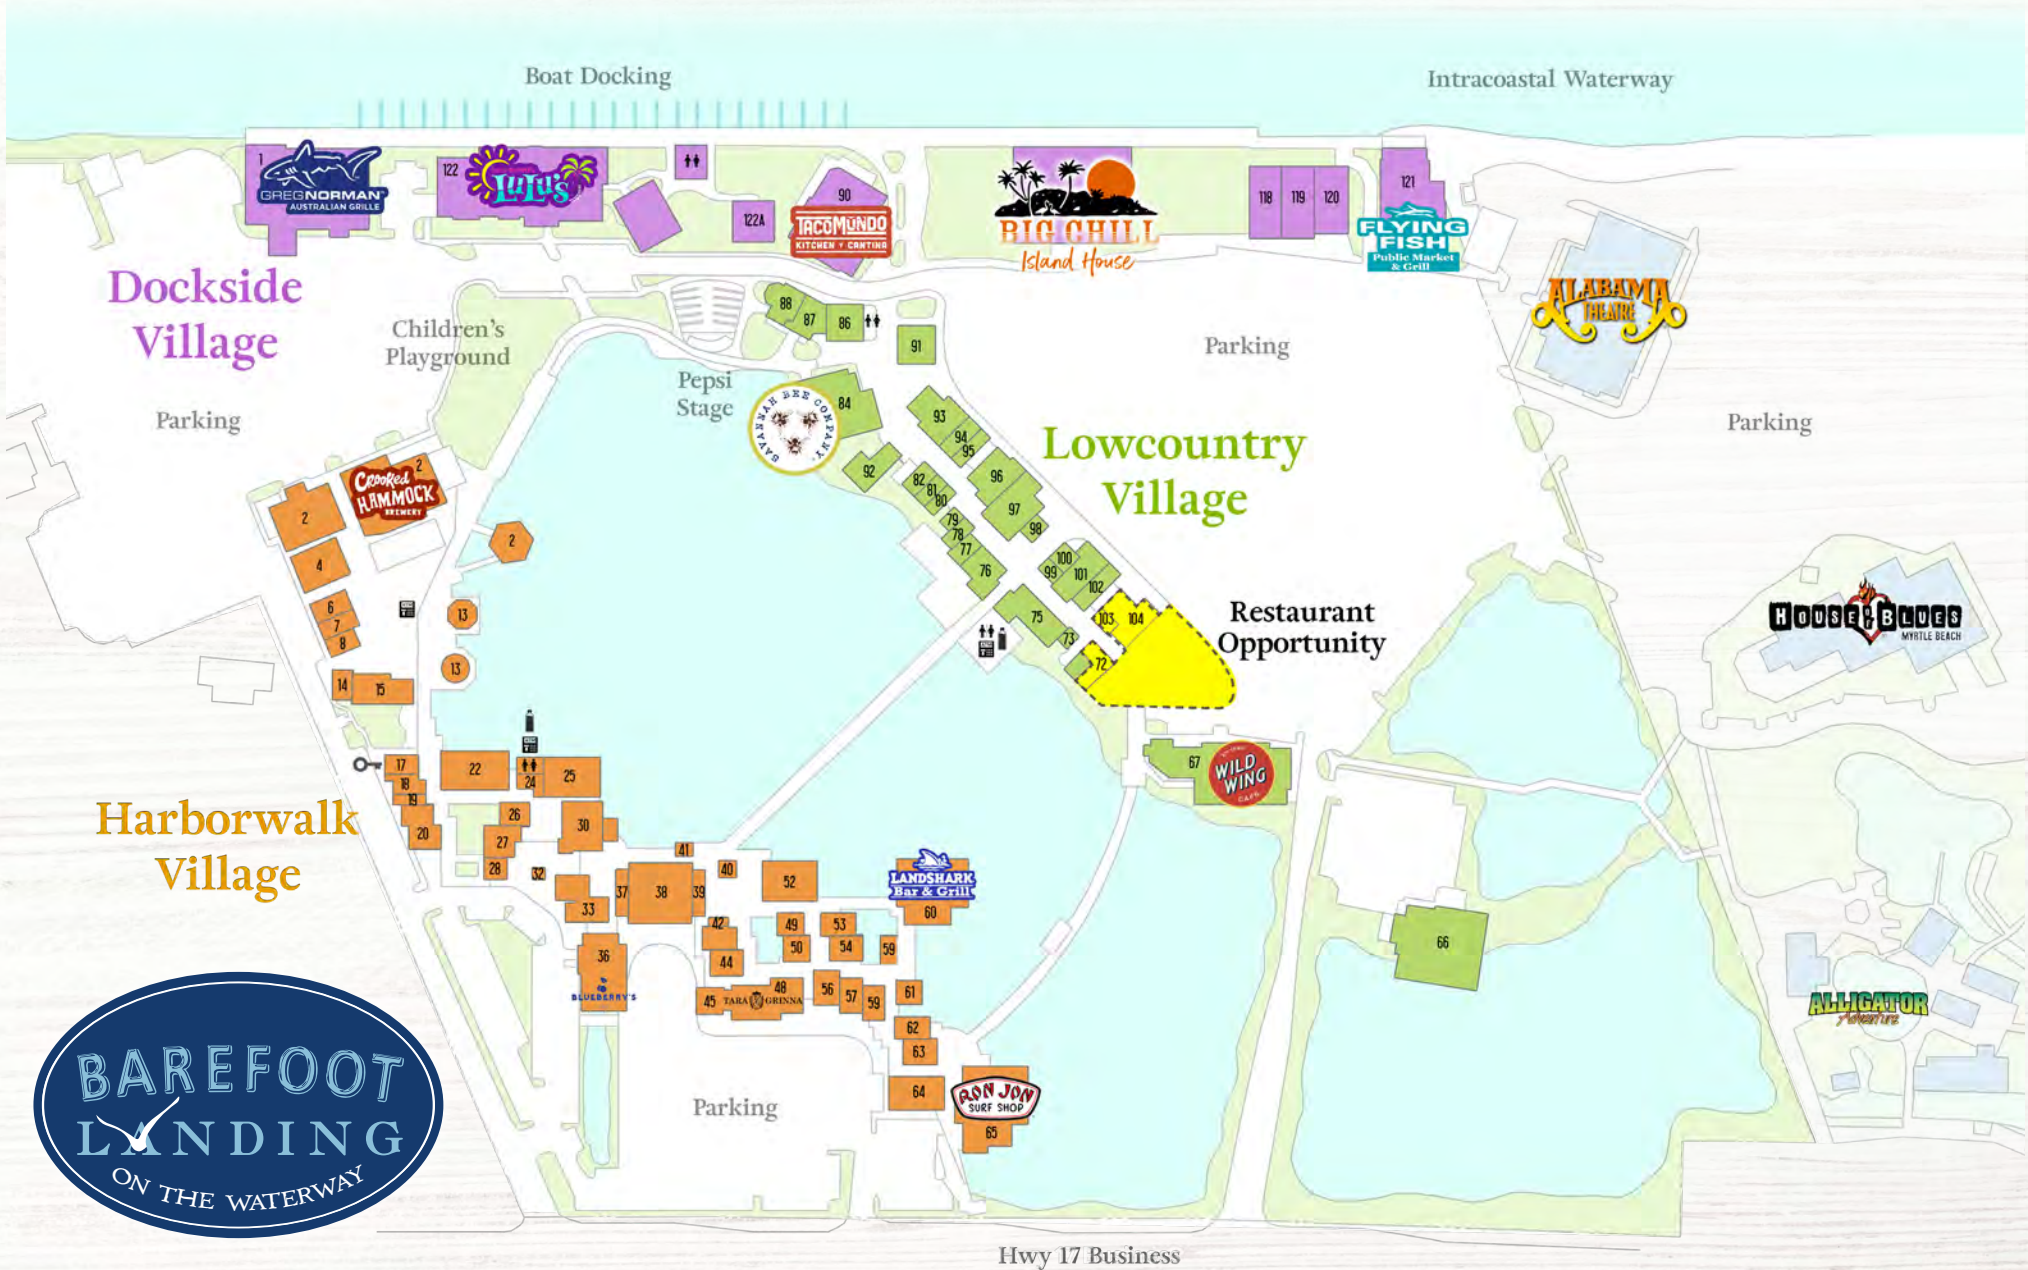 Boat Docking
Intracoastal Waterway
1
GREGNORMAN
AUSTRALIAN GRILLE
122
LuLu's
122A
90
TACOMUNDO
KITCHEN Y CANTINA
BIG CHILL
Island House
118
119
120
121
FLYING
FISH
Public Market
& Grill
ALABAMA
THEATRE
Dockside
Village
Children's
Playground
Parking
Pepsi
Stage
88
87
86
91
Parking
Parking
SAVANNAH BEE COMPANY
84
92
93
94
95
96
97
98
82
81
80
79
78
77
76
Lowcountry
Village
100
99
101
102
103
104
75
73
72
Restaurant
Opportunity
HOUSE OF BLUES
MYRTLE BEACH
2
Crooked
HAMMOCK
BREWERY
2
2
4
6
7
8
13
13
14
15
17
18
19
20
22
24
25
26
27
28
30
32
33
Harborwalk
Village
67
WILD
WING
CAFE
66
36
BLUEBERRY'S
37
38
39
40
41
42
44
45
TARA GRINNA
48
49
50
52
53
54
59
56
57
59
LANDSHARK
Bar & Grill
60
61
62
63
64
RON JON
SURF SHOP
65
ALLIGATOR
Adventure
Parking
BAREFOOT
LANDING
ON THE WATERWAY
Hwy 17 Business